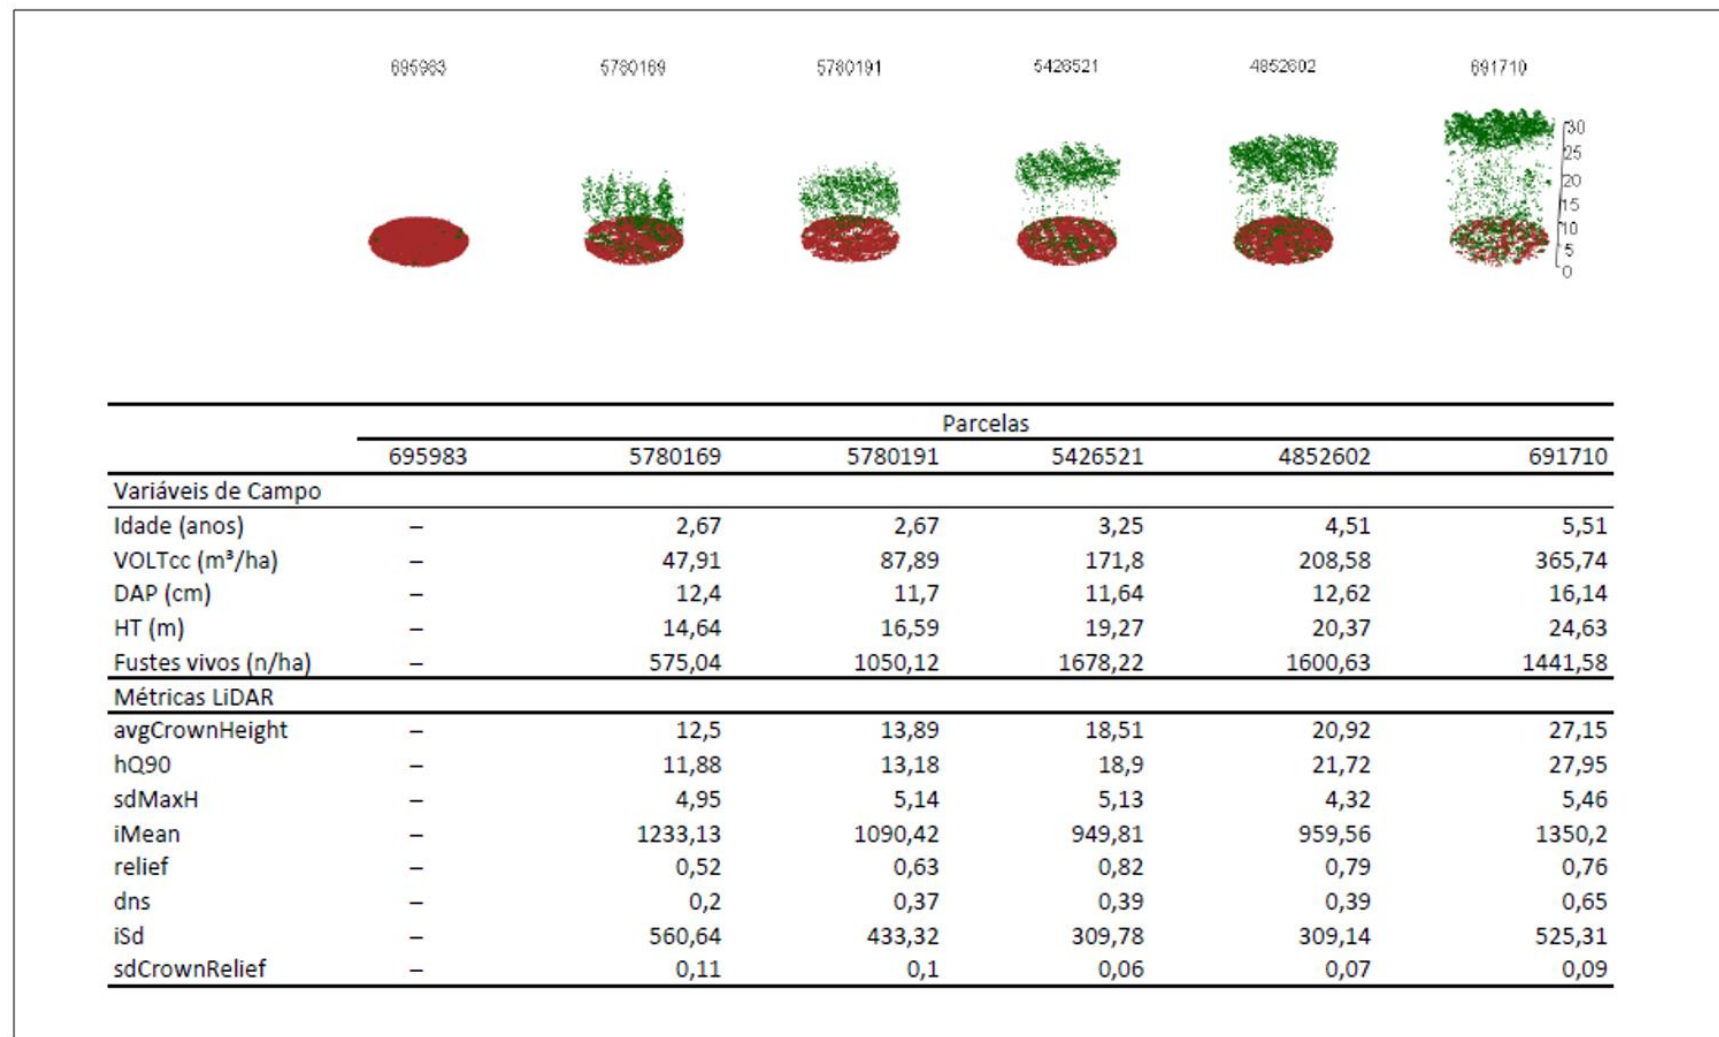 695983 5780169 5780191 5426521 4852602 691710
30
25
20
15
10
5
0
Parcelas
695983 5780169 5780191 5426521 4852602 691710
Variáveis de Campo
Idade (anos) – 2,67 2,67 3,25 4,51 5,51
VOLTcc (m³/ha) – 47,91 87,89 171,8 208,58 365,74
DAP (cm) – 12,4 11,7 11,64 12,62 16,14
HT (m) – 14,64 16,59 19,27 20,37 24,63
Fustes vivos (n/ha) – 575,04 1050,12 1678,22 1600,63 1441,58
Métricas LiDAR
avgCrownHeight – 12,5 13,89 18,51 20,92 27,15
hQ90 – 11,88 13,18 18,9 21,72 27,95
sdMaxH – 4,95 5,14 5,13 4,32 5,46
iMean – 1233,13 1090,42 949,81 959,56 1350,2
relief – 0,52 0,63 0,82 0,79 0,76
dns – 0,2 0,37 0,39 0,39 0,65
iSd – 560,64 433,32 309,78 309,14 525,31
sdCrownRelief – 0,11 0,1 0,06 0,07 0,09